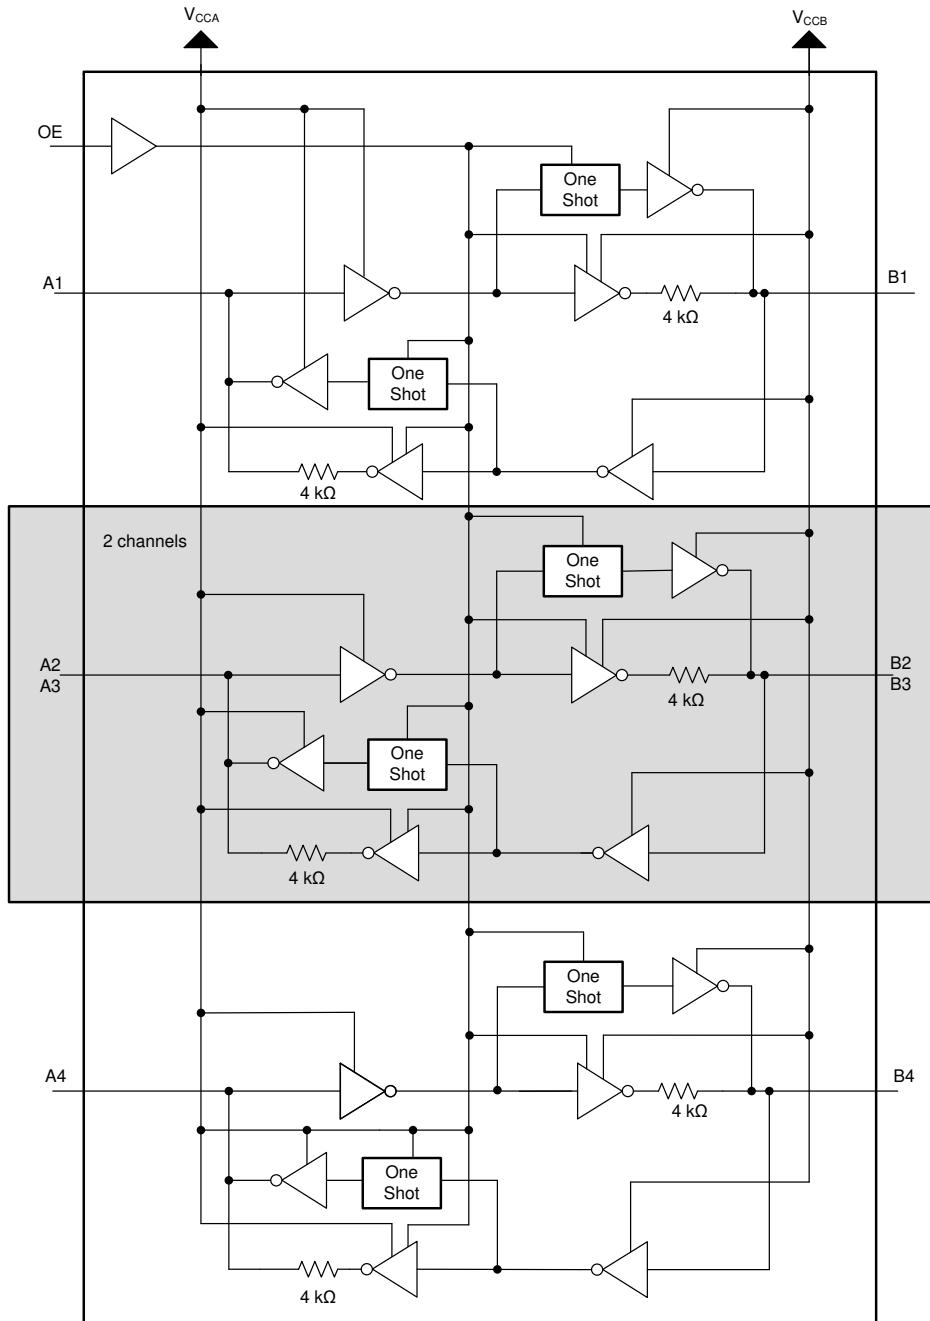 VCCA
VCCB
OE
One
Shot
A1
B1
4 kΩ
One
Shot
4 kΩ
2 channels
One
Shot
A2
A3
B2
B3
4 kΩ
One
Shot
4 kΩ
One
Shot
A4
B4
4 kΩ
One
Shot
4 kΩ